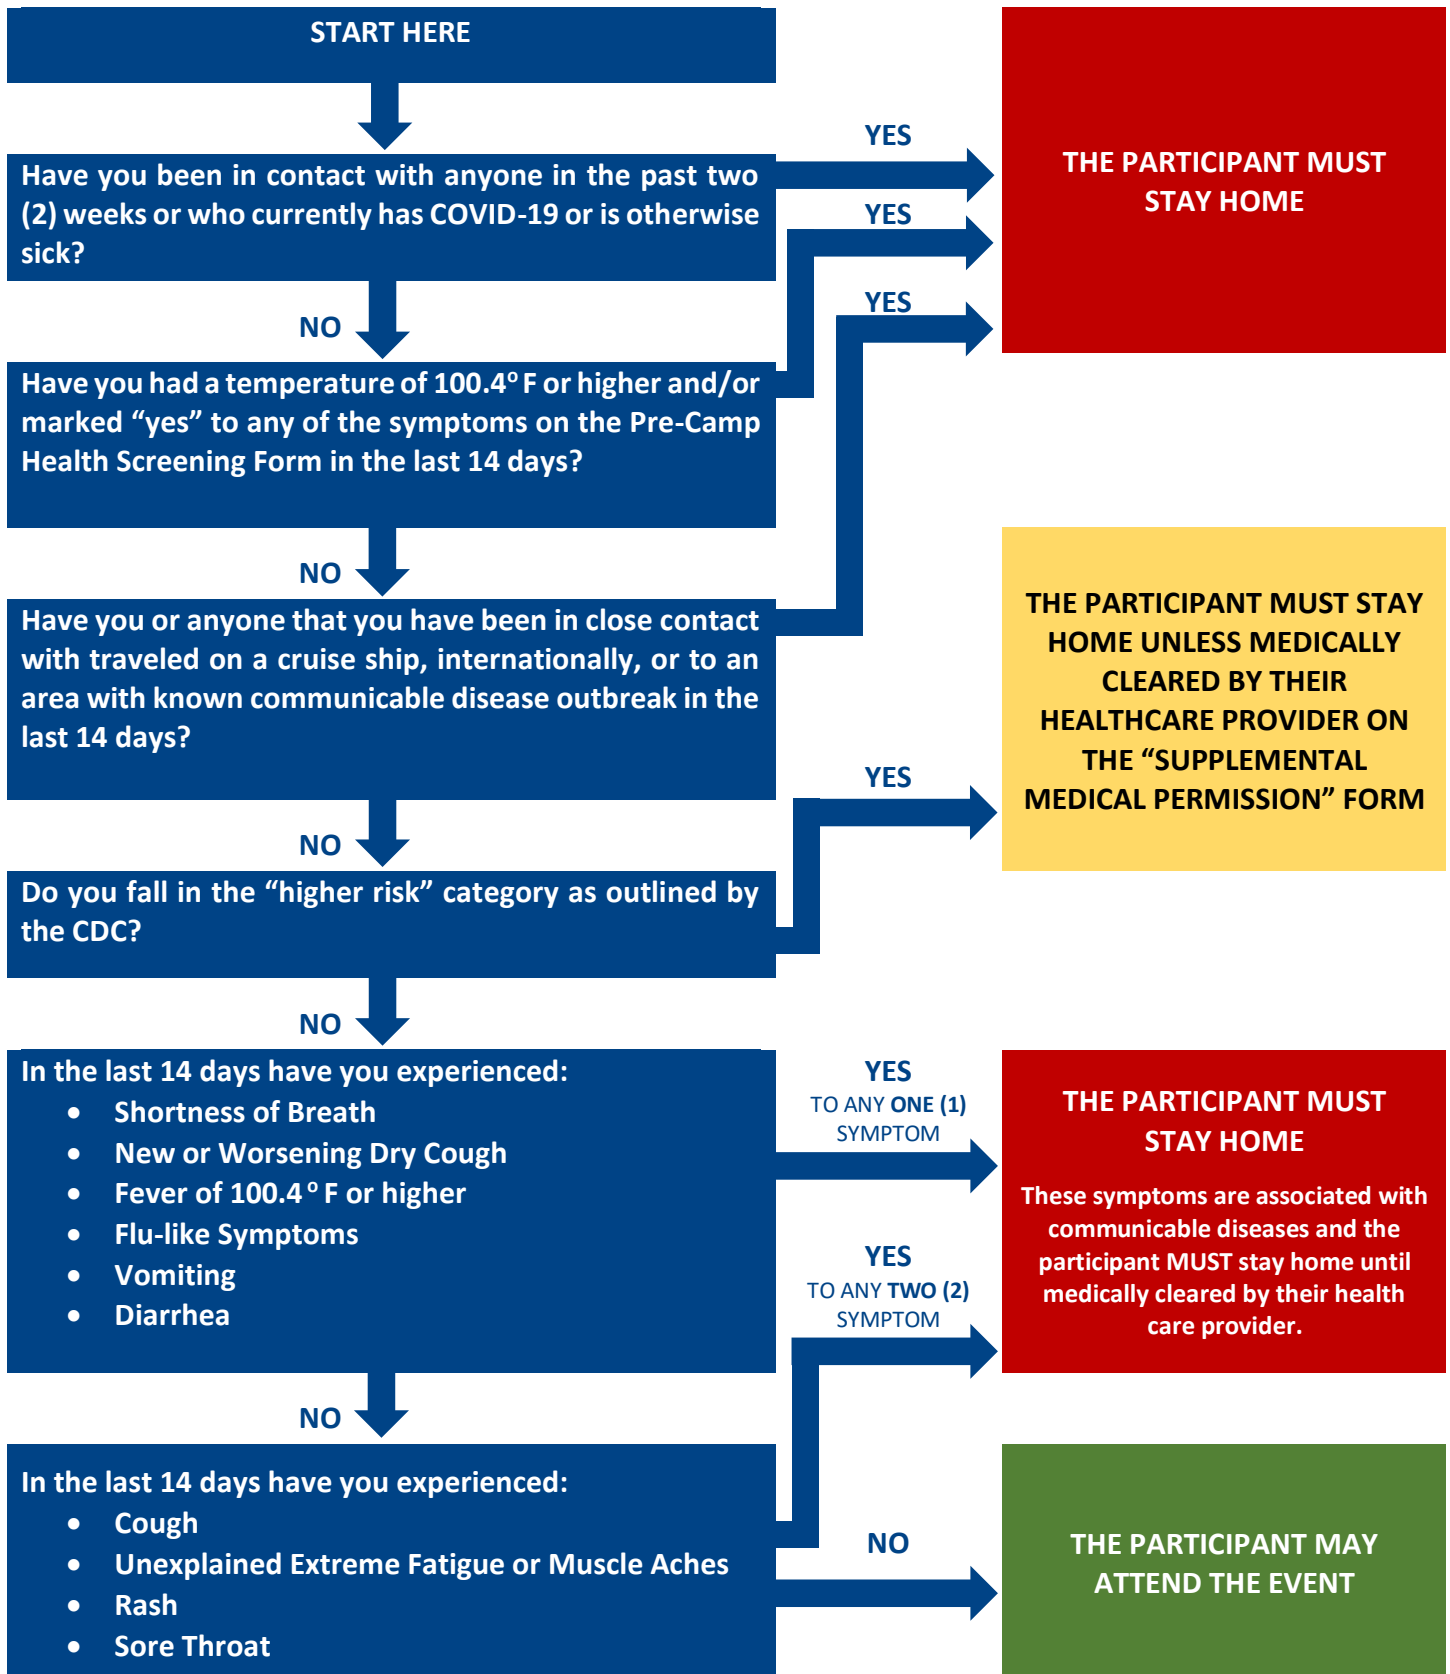 START HERE
YES
Have you been in contact with anyone in the past two
(2) weeks or who currently has COVID-19 or is otherwise
sick?
THE PARTICIPANT MUST
STAY HOME
YES
NO
YES
Have you had a temperature of 100.4º F or higher and/or
marked “yes” to any of the symptoms on the Pre-Camp
Health Screening Form in the last 14 days?
NO
Have you or anyone that you have been in close contact
with traveled on a cruise ship, internationally, or to an
area with known communicable disease outbreak in the
last 14 days?
THE PARTICIPANT MUST STAY
HOME UNLESS MEDICALLY
CLEARED BY THEIR
HEALTHCARE PROVIDER ON
THE “SUPPLEMENTAL
MEDICAL PERMISSION” FORM
YES
NO
Do you fall in the “higher risk” category as outlined by
the CDC?
NO
In the last 14 days have you experienced:
• Shortness of Breath
• New or Worsening Dry Cough
• Fever of 100.4 º F or higher
• Flu-like Symptoms
• Vomiting
• Diarrhea
YES
TO ANY ONE (1)
SYMPTOM
THE PARTICIPANT MUST
STAY HOME
These symptoms are associated with
communicable diseases and the
participant MUST stay home until
medically cleared by their health
care provider.
YES
TO ANY TWO (2)
SYMPTOM
NO
In the last 14 days have you experienced:
• Cough
• Unexplained Extreme Fatigue or Muscle Aches
• Rash
• Sore Throat
NO
THE PARTICIPANT MAY
ATTEND THE EVENT